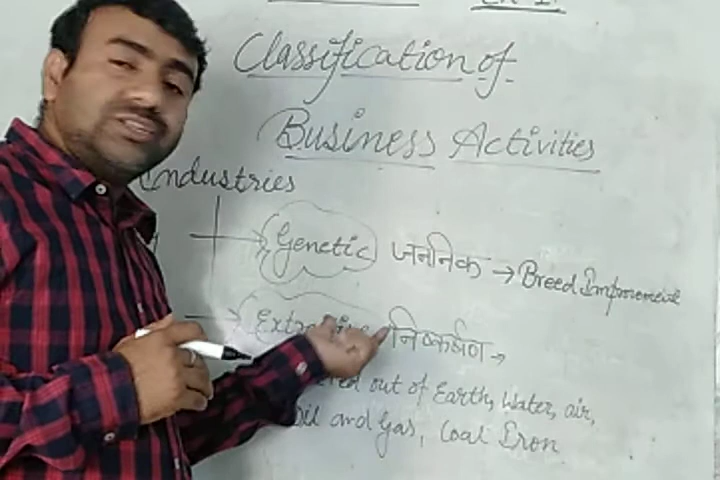 Classification of
Business Activities
Industries
Genetic जननिक → Breed Improvement
निष्कर्षण →
out of Earth, Water, air,
Oil and Gas, Coal Iron